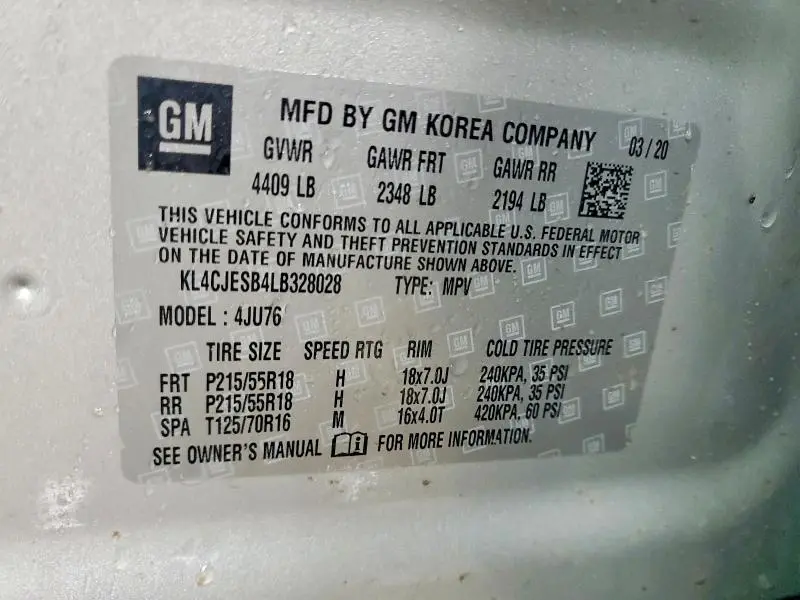 GM
MFD BY GM KOREA COMPANY 03/20
GVWR GAWR FRT GAWR RR
4409 LB 2348 LB 2194 LB
THIS VEHICLE CONFORMS TO ALL APPLICABLE U.S. FEDERAL MOTOR
VEHICLE SAFETY AND THEFT PREVENTION STANDARDS IN EFFECT
ON THE DATE OF MANUFACTURE SHOWN ABOVE.
KL4CJESB4LB328028 TYPE: MPV
MODEL : 4JU76
TIRE SIZE SPEED RTG RIM COLD TIRE PRESSURE
FRT P215/55R18 H 18x7.0J 240KPA, 35 PSI
RR P215/55R18 H 18x7.0J 240KPA, 35 PSI
SPA T125/70R16 M 16x4.0T 420KPA, 60 PSI
SEE OWNER'S MANUAL FOR MORE INFORMATION.